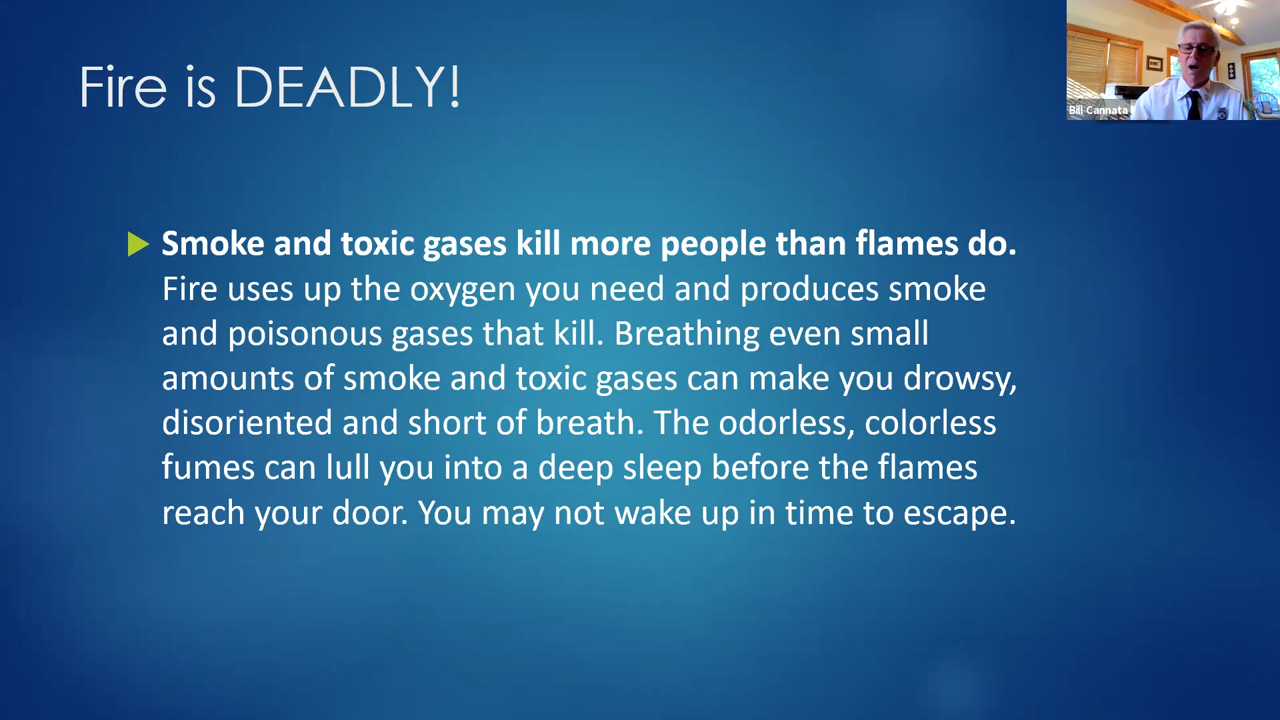 Fire is DEADLY!
Bill Cannata
Smoke and toxic gases kill more people than flames do.
Fire uses up the oxygen you need and produces smoke
and poisonous gases that kill. Breathing even small
amounts of smoke and toxic gases can make you drowsy,
disoriented and short of breath. The odorless, colorless
fumes can lull you into a deep sleep before the flames
reach your door. You may not wake up in time to escape.